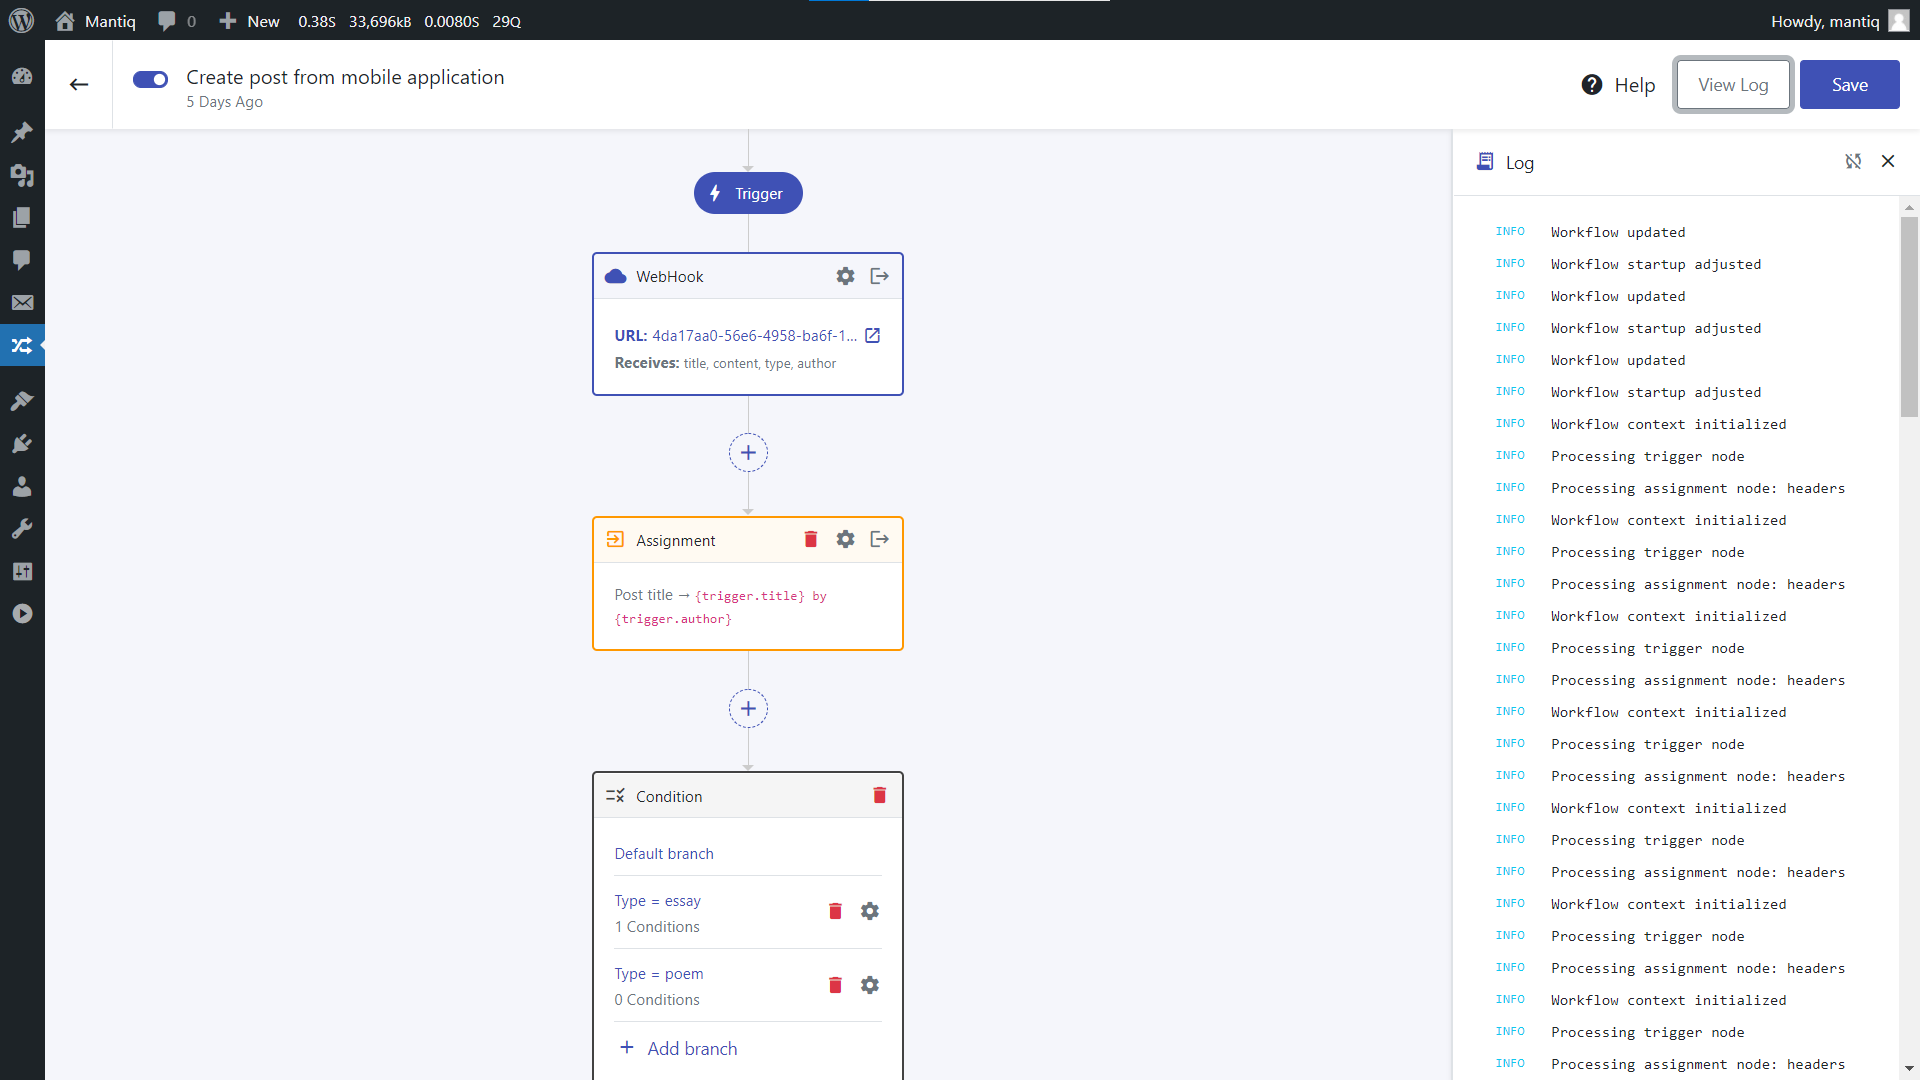 Mantiq 0 New 0.38S 33,696kB 0.0080S 29Q Howdy, mantiq
Create post from mobile application
5 Days Ago
Help View Log Save
Trigger
WebHook
URL: 4da17aa0-56e6-4958-ba6f-1...
Receives: title, content, type, author
Assignment
Post title → {trigger.title} by
{trigger.author}
Condition
Default branch
Type = essay
1 Conditions
Type = poem
0 Conditions
+ Add branch
Log
INFO Workflow updated
INFO Workflow startup adjusted
INFO Workflow updated
INFO Workflow startup adjusted
INFO Workflow updated
INFO Workflow startup adjusted
INFO Workflow context initialized
INFO Processing trigger node
INFO Processing assignment node: headers
INFO Workflow context initialized
INFO Processing trigger node
INFO Processing assignment node: headers
INFO Workflow context initialized
INFO Processing trigger node
INFO Processing assignment node: headers
INFO Workflow context initialized
INFO Processing trigger node
INFO Processing assignment node: headers
INFO Workflow context initialized
INFO Processing trigger node
INFO Processing assignment node: headers
INFO Workflow context initialized
INFO Processing trigger node
INFO Processing assignment node: headers
INFO Workflow context initialized
INFO Processing trigger node
INFO Processing assignment node: headers